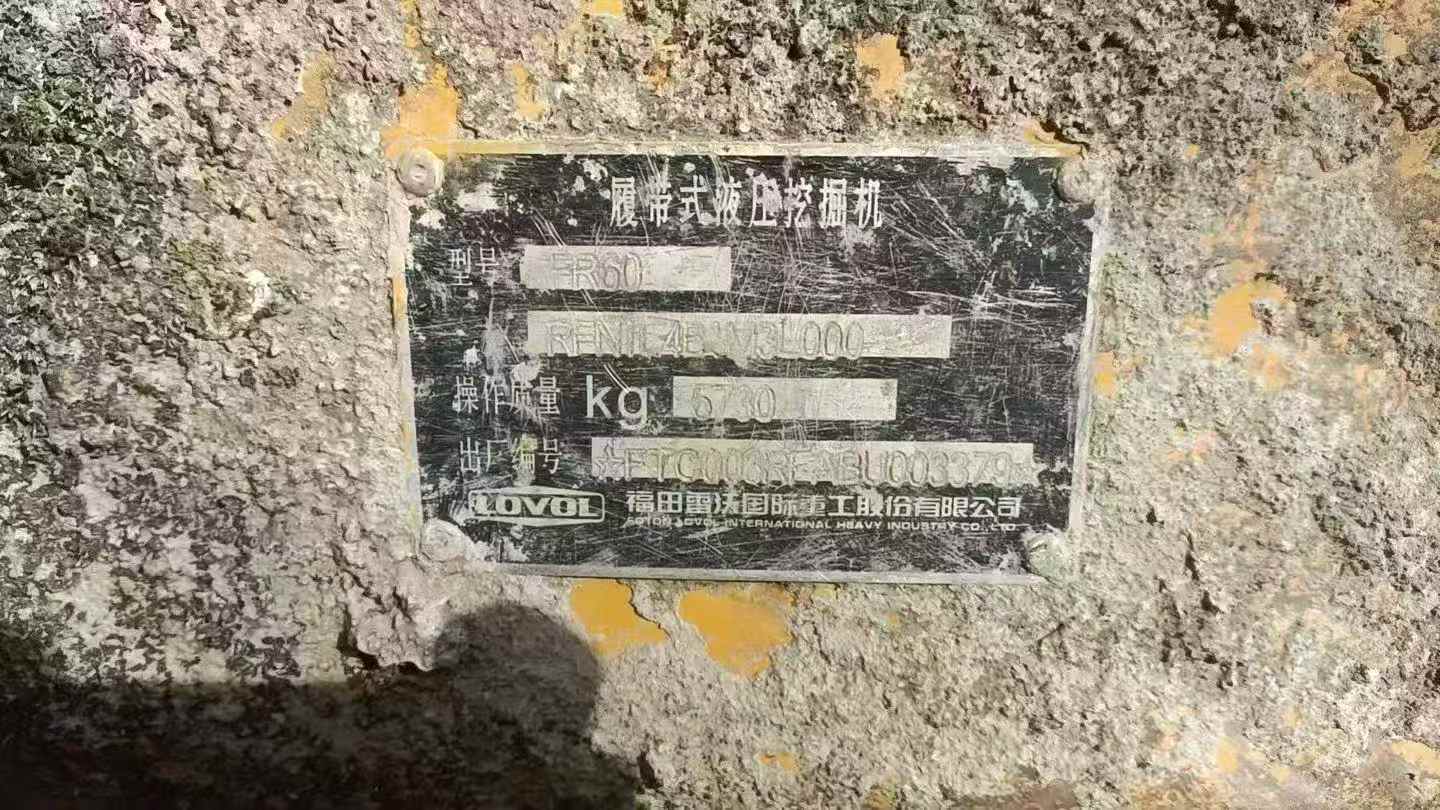 履带式液压挖掘机
型号 FR60
操作质量 kg 5730
出厂编号
LOVOL 福田雷沃国际重工股份有限公司
FOTON LOVOL INTERNATIONAL HEAVY INDUSTRY CO., LTD.